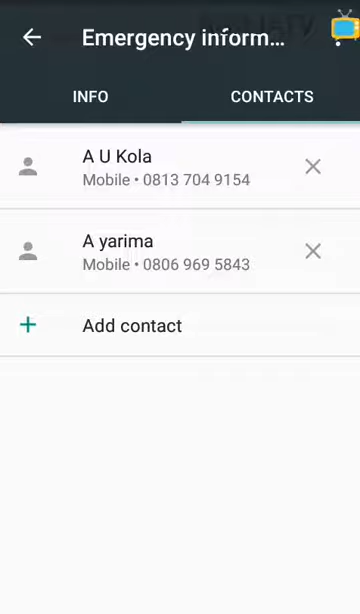 Emergency inform...
INFO
CONTACTS
A U Kola
Mobile • 0813 704 9154
A yarima
Mobile • 0806 969 5843
Add contact